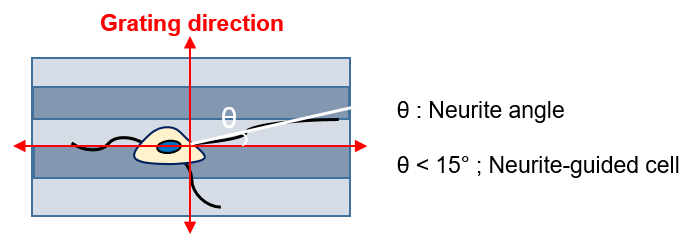 Grating direction
θ
θ : Neurite angle
θ < 15° ; Neurite-guided cell